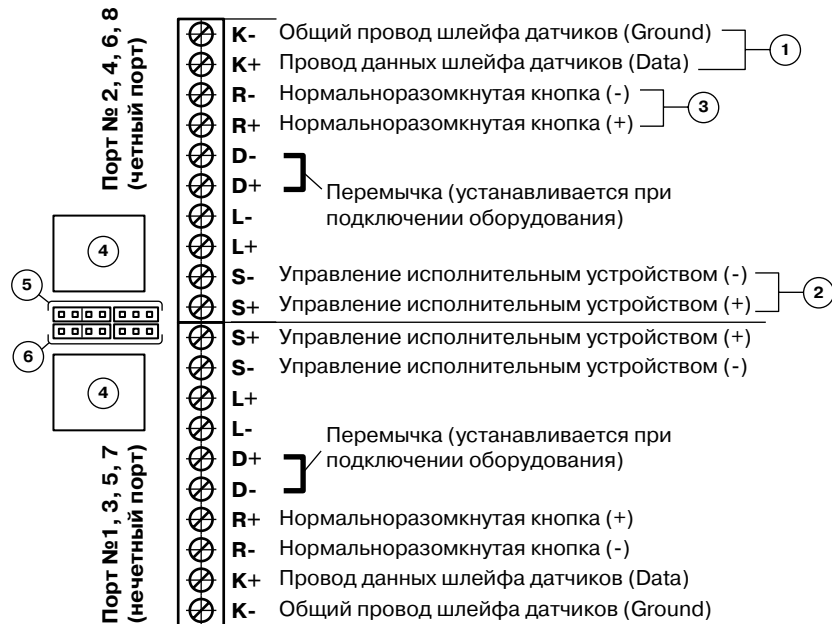 Порт № 2, 4, 6, 8
(четный порт)
K- Общий провод шлейфа датчиков (Ground)
K+ Провод данных шлейфа датчиков (Data)
1
R- Нормальноразомкнутая кнопка (-)
R+ Нормальноразомкнутая кнопка (+)
3
D-
D+
Перемычка (устанавливается при
подключении оборудования)
L-
L+
4
S- Управление исполнительным устройством (-)
S+ Управление исполнительным устройством (+)
2
5
6
S+ Управление исполнительным устройством (+)
S- Управление исполнительным устройством (-)
4
L+
L-
Перемычка (устанавливается при
подключении оборудования)
D+
D-
R+ Нормальноразомкнутая кнопка (+)
R- Нормальноразомкнутая кнопка (-)
K+ Провод данных шлейфа датчиков (Data)
K- Общий провод шлейфа датчиков (Ground)
Порт №1, 3, 5, 7
(нечетный порт)